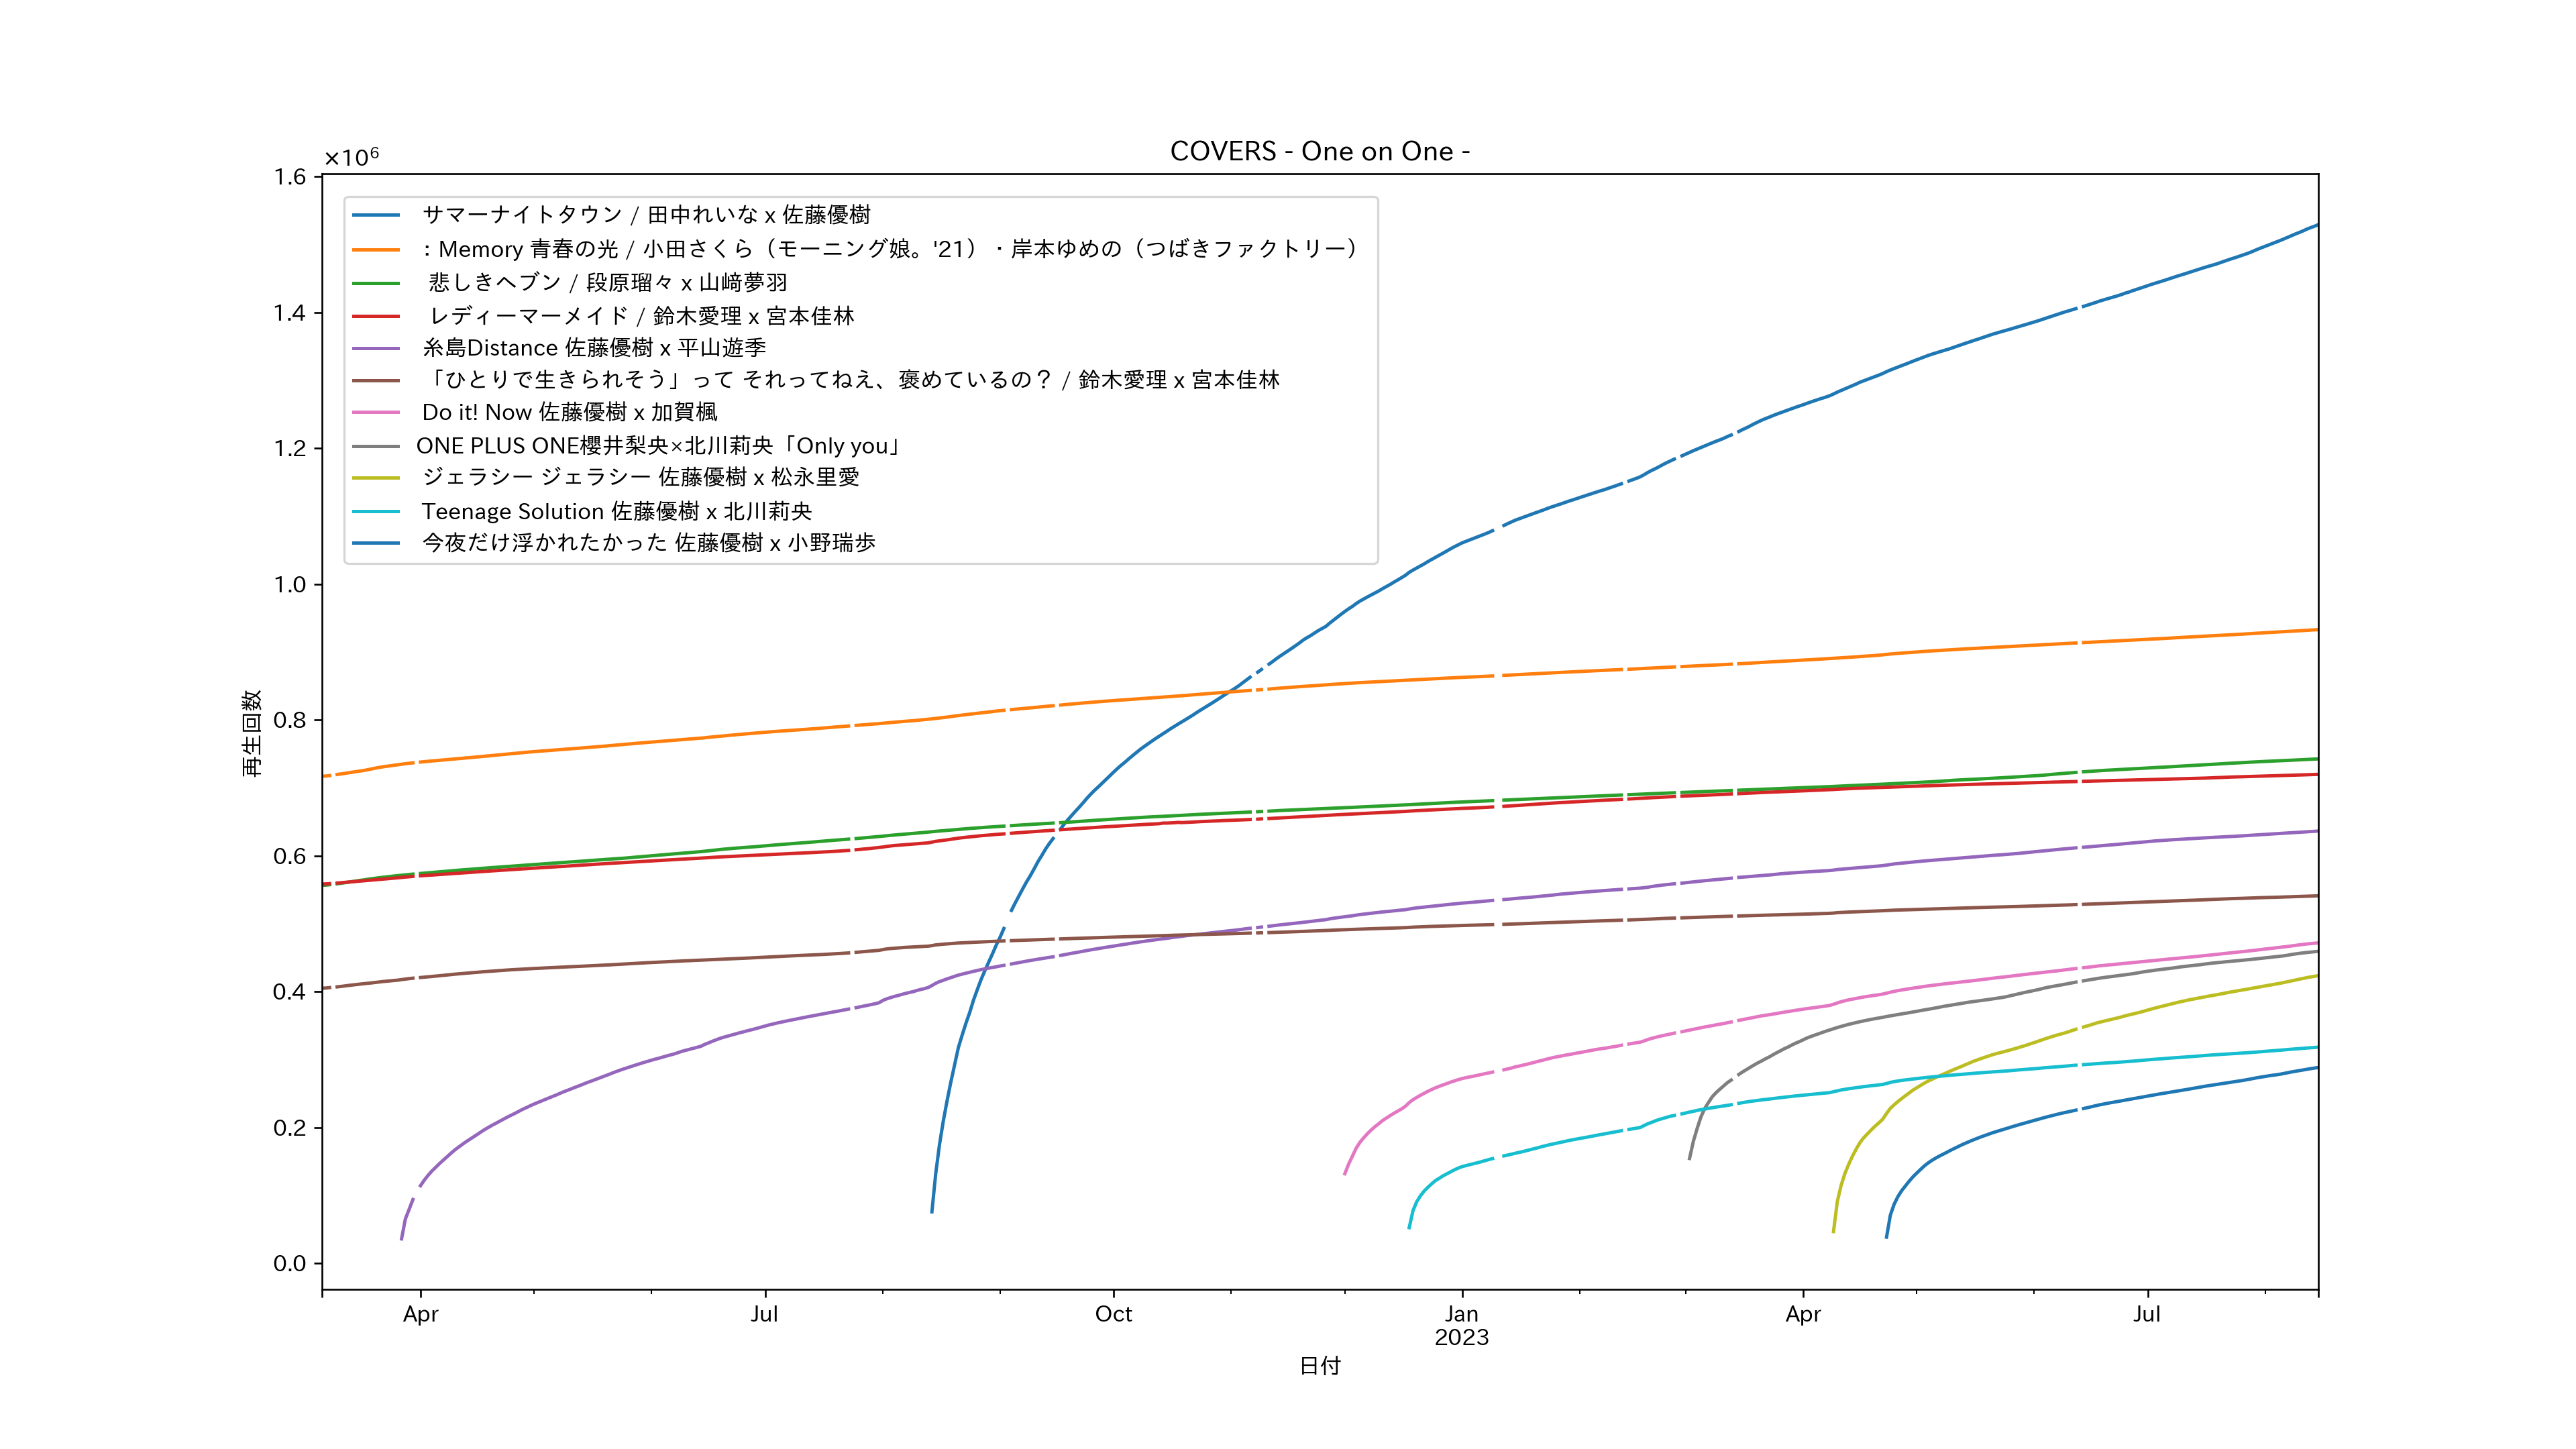 COVERS - One on One -
×10⁶
1.6
1.4
1.2
1.0
0.8
0.6
0.4
0.2
0.0
再生回数
サマーナイトタウン / 田中れいな x 佐藤優樹
: Memory 青春の光 / 小田さくら（モーニング娘。'21）・岸本ゆめの（つばきファクトリー）
悲しきヘブン / 段原瑠々 x 山﨑夢羽
レディーマーメイド / 鈴木愛理 x 宮本佳林
糸島Distance 佐藤優樹 x 平山遊季
「ひとりで生きられそう」って それってねえ、褒めているの？ / 鈴木愛理 x 宮本佳林
Do it! Now 佐藤優樹 x 加賀楓
ONE PLUS ONE櫻井梨央×北川莉央「Only you」
ジェラシー ジェラシー 佐藤優樹 x 松永里愛
Teenage Solution 佐藤優樹 x 北川莉央
今夜だけ浮かれたかった 佐藤優樹 x 小野瑞歩
Apr Jul Oct Jan Apr Jul
2023
日付